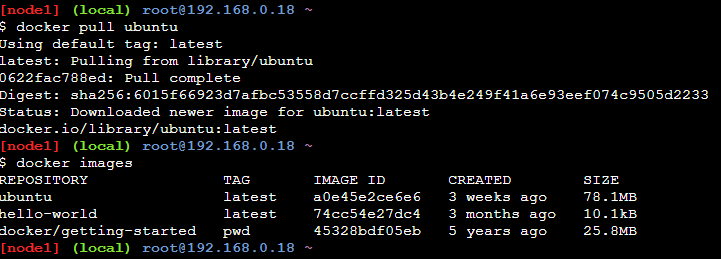 [node1] (local) root@192.168.0.18 ~
$ docker pull ubuntu
Using default tag: latest
latest: Pulling from library/ubuntu
0622fac788ed: Pull complete
Digest: sha256:6015f66923d7afbc53558d7ccffd325d43b4e249f41a6e93eef074c9505d2233
Status: Downloaded newer image for ubuntu:latest
docker.io/library/ubuntu:latest
[node1] (local) root@192.168.0.18 ~
$ docker images
REPOSITORY TAG IMAGE ID CREATED SIZE
ubuntu latest a0e45e2ce6e6 3 weeks ago 78.1MB
hello-world latest 74cc54e27dc4 3 months ago 10.1kB
docker/getting-started pwd 45328bdf05eb 5 years ago 25.8MB
[node1] (local) root@192.168.0.18 ~